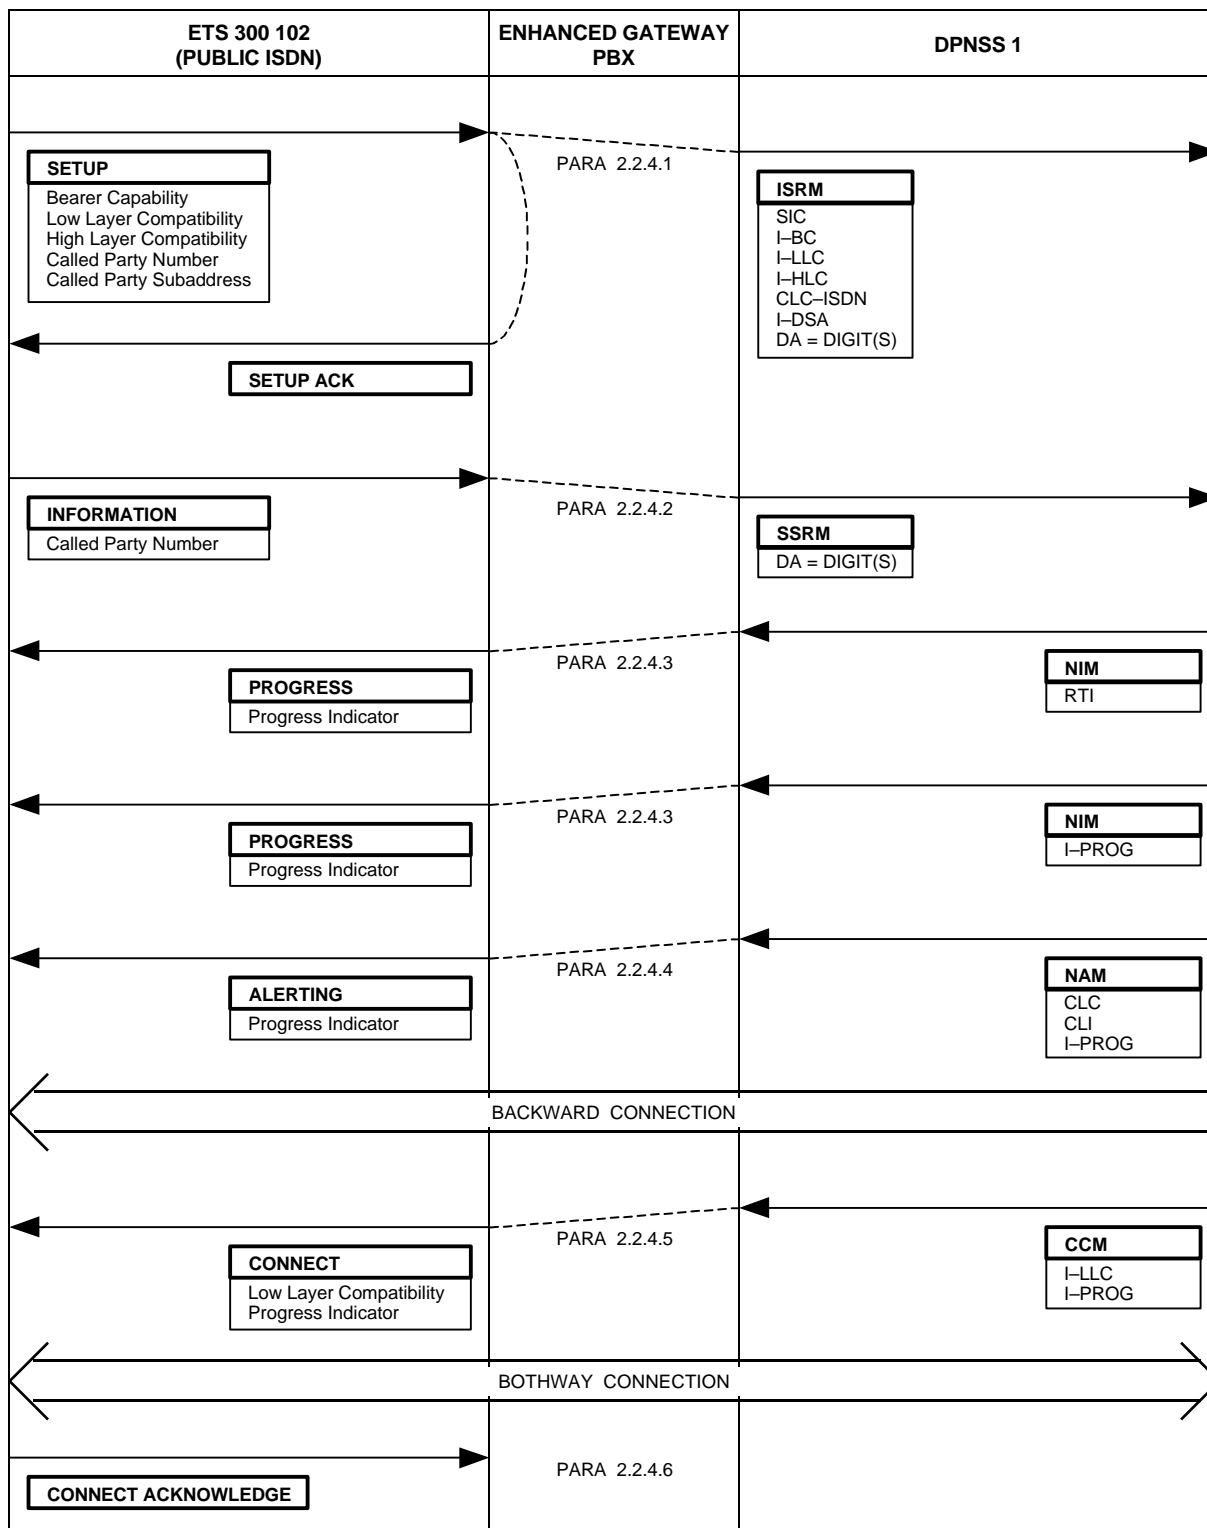 ETS 300 102
(PUBLIC ISDN)
ENHANCED GATEWAY
PBX
DPNSS 1
PARA 2.2.4.1
SETUP
Bearer Capability
Low Layer Compatibility
High Layer Compatibility
Called Party Number
Called Party Subaddress
ISRM
SIC
I–BC
I–LLC
I–HLC
CLC–ISDN
I–DSA
DA = DIGIT(S)
SETUP ACK
PARA 2.2.4.2
INFORMATION
Called Party Number
SSRM
DA = DIGIT(S)
PARA 2.2.4.3
PROGRESS
Progress Indicator
NIM
RTI
PARA 2.2.4.3
PROGRESS
Progress Indicator
NIM
I–PROG
PARA 2.2.4.4
ALERTING
Progress Indicator
NAM
CLC
CLI
I–PROG
BACKWARD CONNECTION
PARA 2.2.4.5
CONNECT
Low Layer Compatibility
Progress Indicator
CCM
I–LLC
I–PROG
BOTHWAY CONNECTION
PARA 2.2.4.6
CONNECT ACKNOWLEDGE